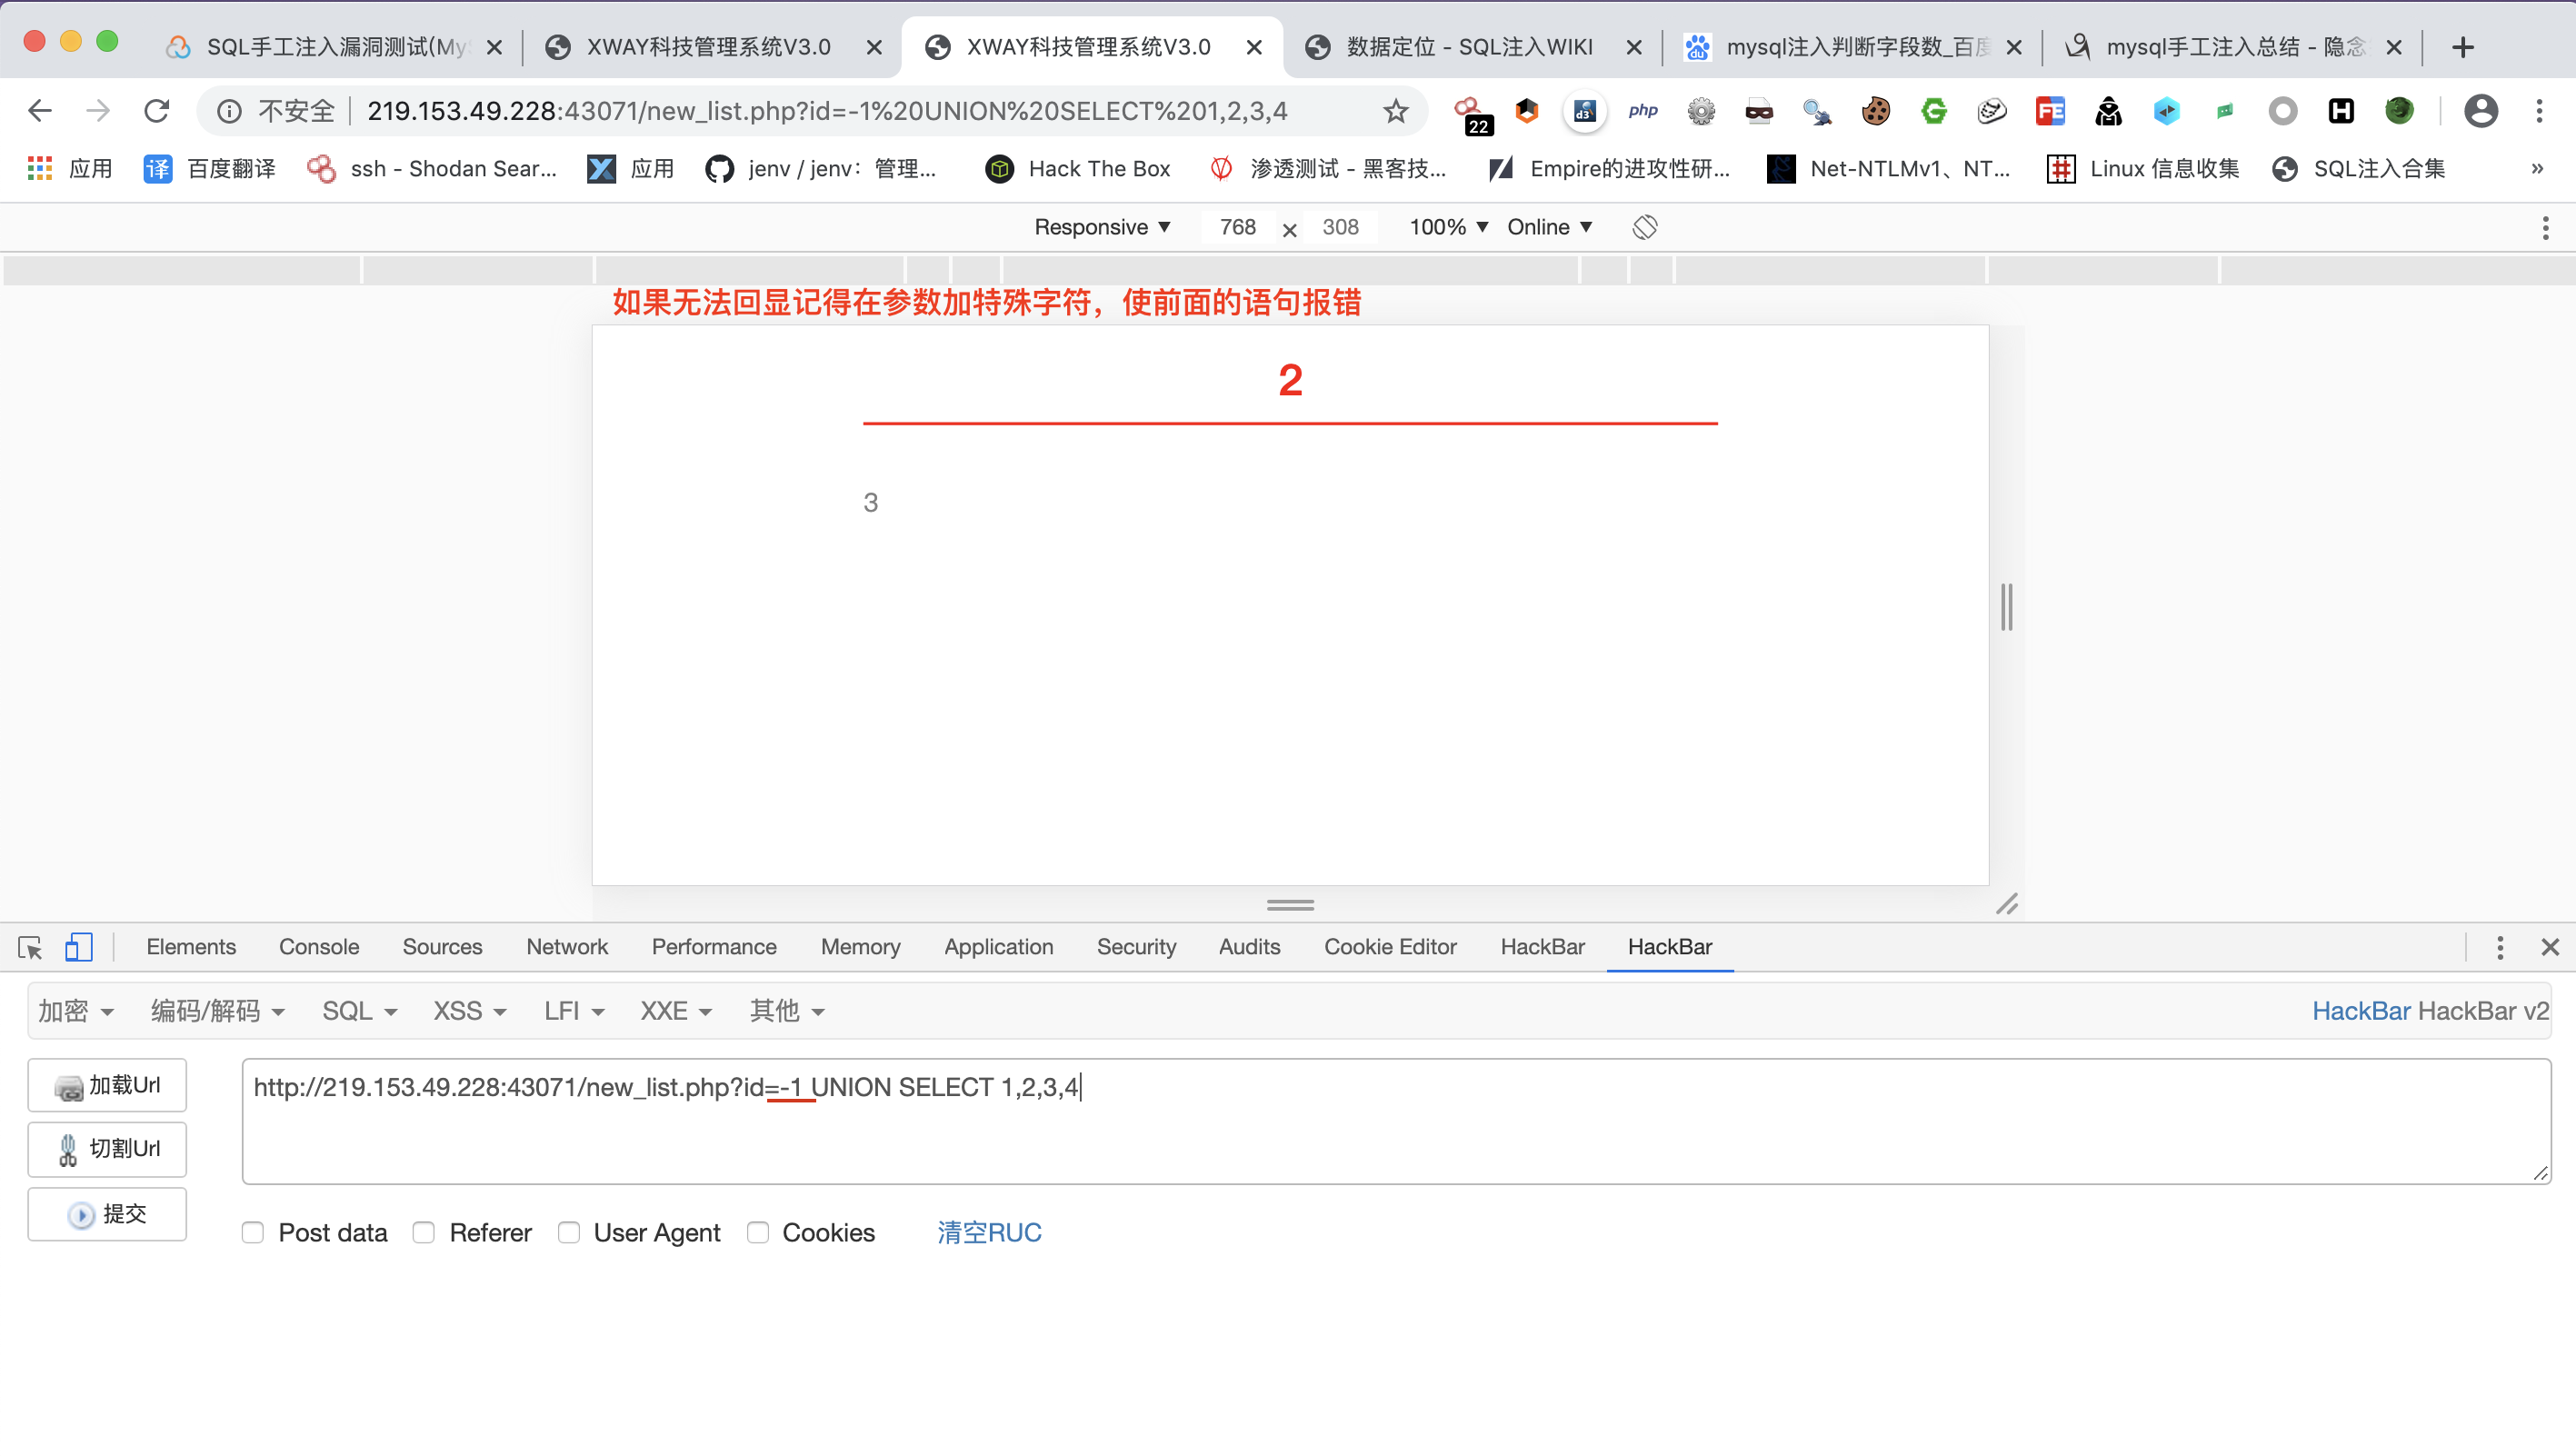 SQL手工注入漏洞测试(My
XWAY科技管理系统V3.0
XWAY科技管理系统V3.0
数据定位 - SQL注入WIKI
mysql注入判断字段数_百度
mysql手工注入总结 - 隐念
不安全
219.153.49.228:43071/new_list.php?id=-1%20UNION%20SELECT%201,2,3,4
22
d3
php
应用
译 百度翻译
ssh - Shodan Sear...
应用
jenv / jenv：管理...
Hack The Box
渗透测试 - 黑客技...
Empire的进攻性研...
Net-NTLMv1、NT...
Linux 信息收集
SQL注入合集
»
Responsive ▼ 768 × 308 100% ▼ Online ▼
如果无法回显记得在参数加特殊字符，使前面的语句报错
2
3
Elements Console Sources Network Performance Memory Application Security Audits Cookie Editor HackBar HackBar
加密 编码/解码 SQL XSS LFI XXE 其他 HackBar HackBar v2
加载Url
http://219.153.49.228:43071/new_list.php?id=-1 UNION SELECT 1,2,3,4
切割Url
提交
Post data Referer User Agent Cookies 清空RUC